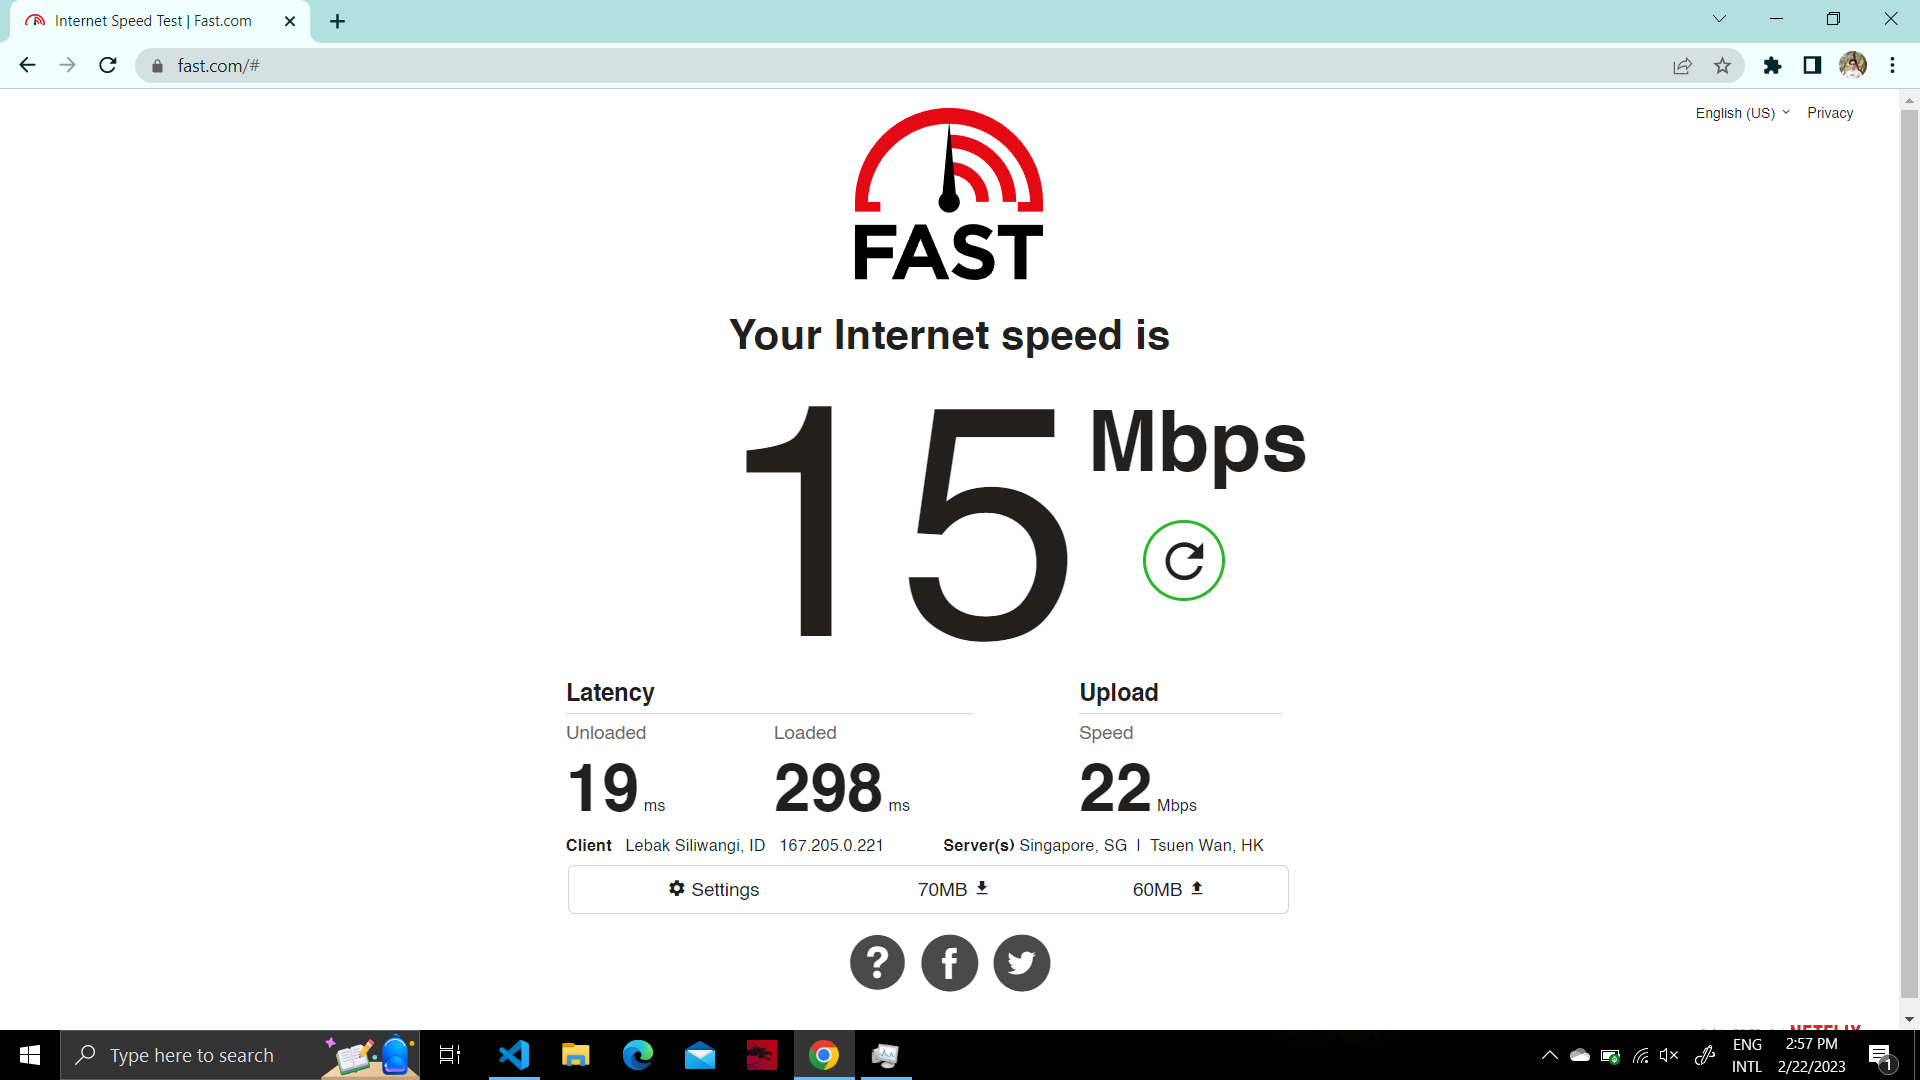 Internet Speed Test | Fast.com
fast.com/#
English (US) Privacy
FAST
Your Internet speed is
15 Mbps
Latency Upload
Unloaded Loaded Speed
19 ms 298 ms 22 Mbps
Client Lebak Siliwangi, ID 167.205.0.221 Server(s) Singapore, SG | Tsuen Wan, HK
Settings 70MB 60MB
NETFLIX
Type here to search
ENG
INTL
2:57 PM
2/22/2023
1